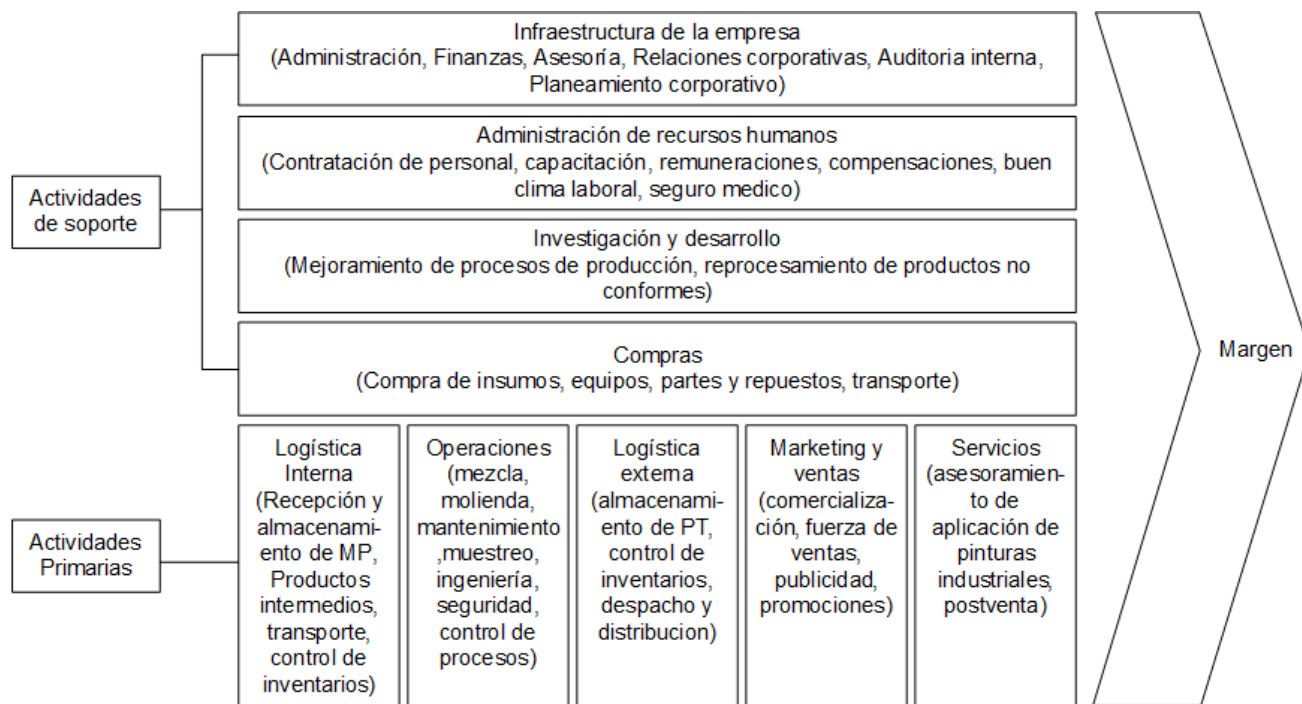 Infraestructura de la empresa
(Administración, Finanzas, Asesoría, Relaciones corporativas, Auditoria interna,
Planeamiento corporativo)
Administración de recursos humanos
(Contratación de personal, capacitación, remuneraciones, compensaciones, buen
clima laboral, seguro medico)
Actividades
de soporte
Investigación y desarrollo
(Mejoramiento de procesos de producción, reprocesamiento de productos no
conformes)
Compras
(Compra de insumos, equipos, partes y repuestos, transporte)
Margen
Actividades
Primarias
Logística
Interna
(Recepción y
almacenami-
ento de MP,
Productos
intermedios,
transporte,
control de
inventarios)
Operaciones
(mezcla,
molienda,
mantenimiento
,muestreo,
ingeniería,
seguridad,
control de
procesos)
Logística
externa
(almacenami-
ento de PT,
control de
inventarios,
despacho y
distribucion)
Marketing y
ventas
(comercializa-
ción, fuerza de
ventas,
publicidad,
promociones)
Servicios
(asesoramien-
to de
aplicación de
pinturas
industriales,
postventa)